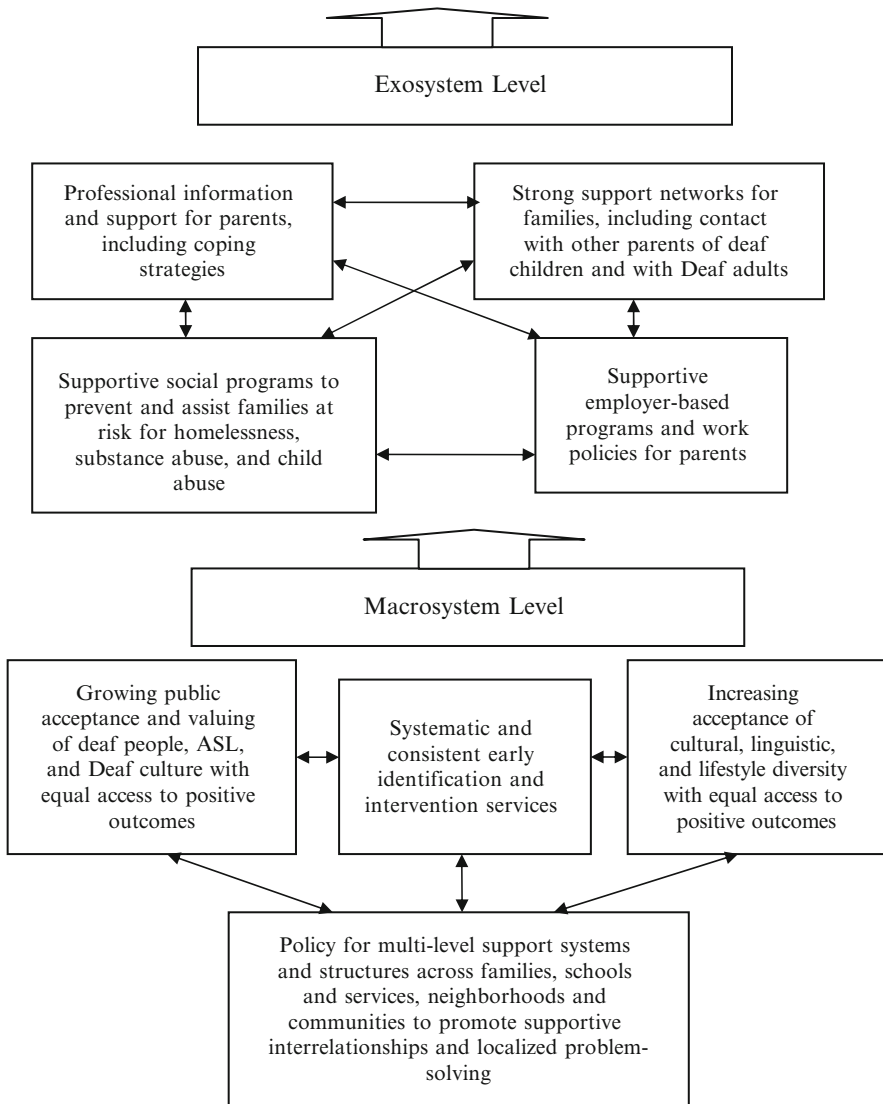 Exosystem Level
Professional information
and support for parents,
including coping
strategies
Strong support networks for
families, including contact
with other parents of deaf
children and with Deaf adults
Supportive social programs to
prevent and assist families at
risk for homelessness,
substance abuse, and child
abuse
Supportive
employer-based
programs and work
policies for parents
Macrosystem Level
Growing public
acceptance and valuing
of deaf people, ASL,
and Deaf culture with
equal access to positive
outcomes
Systematic and
consistent early
identification and
intervention services
Increasing
acceptance of
cultural, linguistic,
and lifestyle diversity
with equal access to
positive outcomes
Policy for multi-level support systems
and structures across families, schools
and services, neighborhoods and
communities to promote supportive
interrelationships and localized problem-
solving